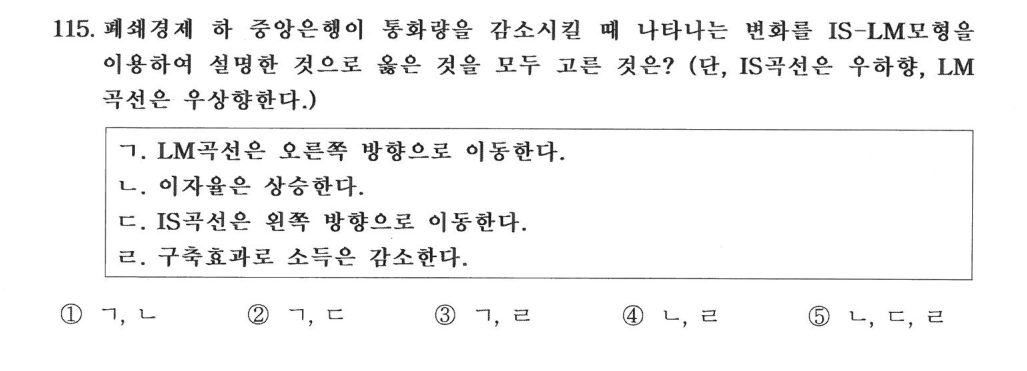 115. 폐쇄경제 하 중앙은행이 통화량을 감소시킬 때 나타나는 변화를 IS-LM모형을
이용하여 설명한 것으로 옳은 것을 모두 고른 것은? (단, IS곡선은 우하향, LM
곡선은 우상향한다.)
ㄱ. LM곡선은 오른쪽 방향으로 이동한다.
ㄴ. 이자율은 상승한다.
ㄷ. IS곡선은 왼쪽 방향으로 이동한다.
ㄹ. 구축효과로 소득은 감소한다.
① ㄱ, ㄴ ② ㄱ, ㄷ ③ ㄱ, ㄹ ④ ㄴ, ㄹ ⑤ ㄴ, ㄷ, ㄹ